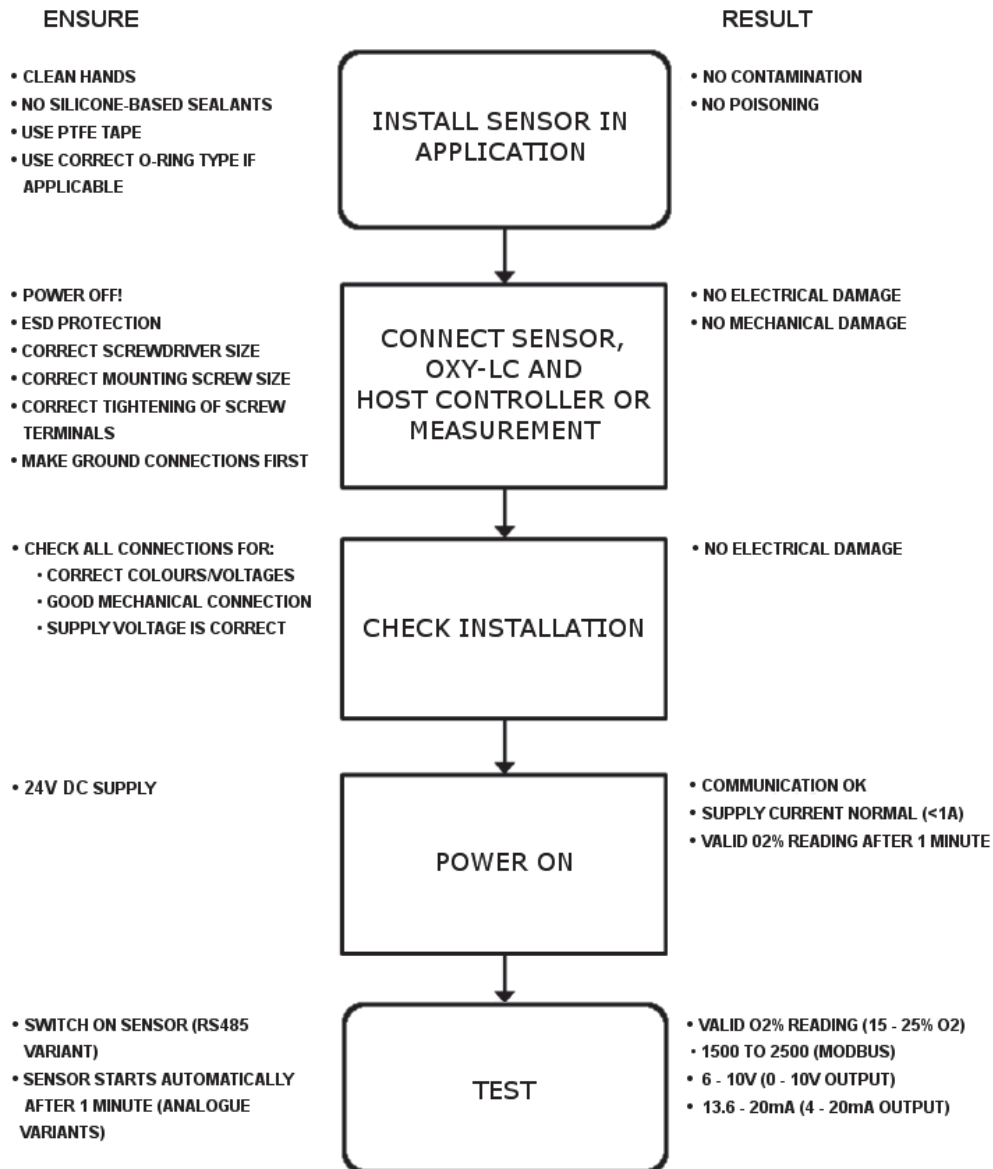 ENSURE
RESULT
• CLEAN HANDS
• NO SILICONE-BASED SEALANTS
• USE PTFE TAPE
• USE CORRECT O-RING TYPE IF
APPLICABLE
INSTALL SENSOR IN
APPLICATION
• NO CONTAMINATION
• NO POISONING
• POWER OFF!
• ESD PROTECTION
• CORRECT SCREWDRIVER SIZE
• CORRECT MOUNTING SCREW SIZE
• CORRECT TIGHTENING OF SCREW
TERMINALS
• MAKE GROUND CONNECTIONS FIRST
CONNECT SENSOR,
OXY-LC AND
HOST CONTROLLER OR
MEASUREMENT
• NO ELECTRICAL DAMAGE
• NO MECHANICAL DAMAGE
• CHECK ALL CONNECTIONS FOR:
• CORRECT COLOURS/VOLTAGES
• GOOD MECHANICAL CONNECTION
• SUPPLY VOLTAGE IS CORRECT
CHECK INSTALLATION
• NO ELECTRICAL DAMAGE
• 24V DC SUPPLY
POWER ON
• COMMUNICATION OK
• SUPPLY CURRENT NORMAL (<1A)
• VALID 02% READING AFTER 1 MINUTE
• SWITCH ON SENSOR (RS485
VARIANT)
• SENSOR STARTS AUTOMATICALLY
AFTER 1 MINUTE (ANALOGUE
VARIANTS)
TEST
• VALID O2% READING (15 - 25% O2)
• 1500 TO 2500 (MODBUS)
• 6 - 10V (0 - 10V OUTPUT)
• 13.6 - 20mA (4 - 20mA OUTPUT)